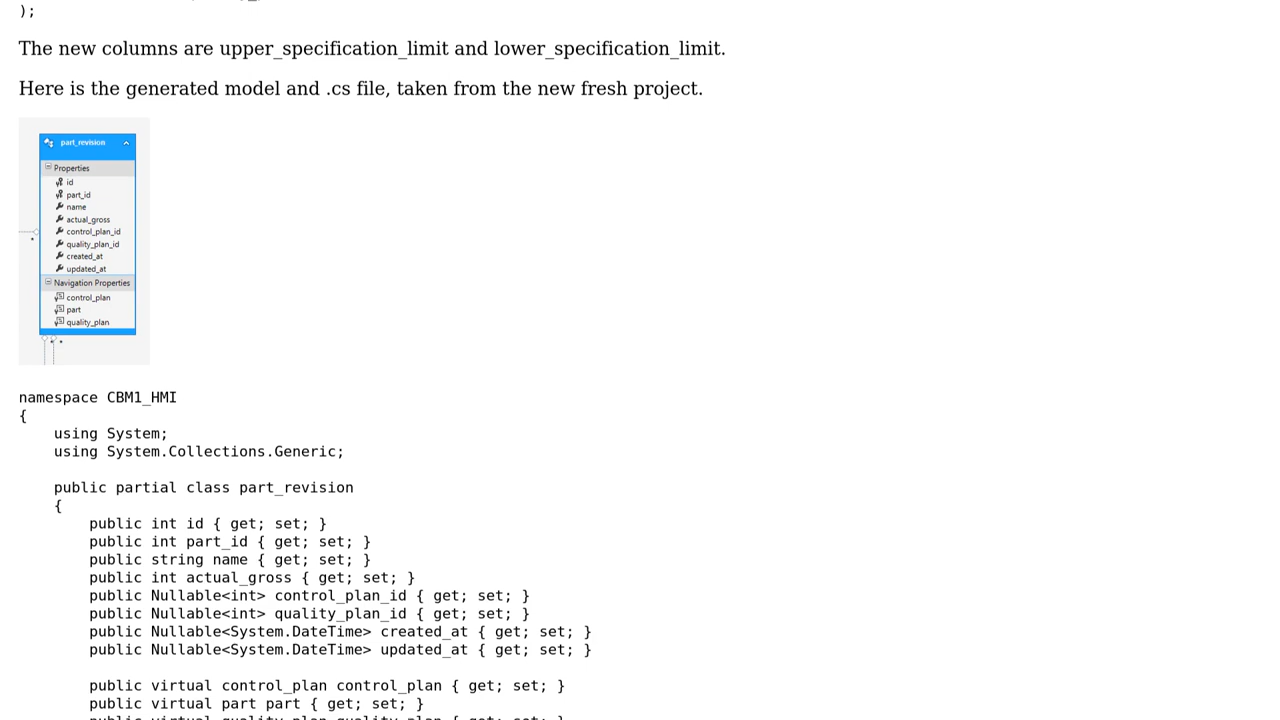 );
The new columns are upper_specification_limit and lower_specification_limit.
Here is the generated model and .cs file, taken from the new fresh project.
part_revision
Properties
id
part_id
name
actual_gross
control_plan_id
quality_plan_id
created_at
updated_at
Navigation Properties
control_plan
part
quality_plan
namespace CBM1_HMI
{
    using System;
    using System.Collections.Generic;
    public partial class part_revision
    {
        public int id { get; set; }
        public int part_id { get; set; }
        public string name { get; set; }
        public int actual_gross { get; set; }
        public Nullable<int> control_plan_id { get; set; }
        public Nullable<int> quality_plan_id { get; set; }
        public Nullable<System.DateTime> created_at { get; set; }
        public Nullable<System.DateTime> updated_at { get; set; }
        public virtual control_plan control_plan { get; set; }
        public virtual part part { get; set; }